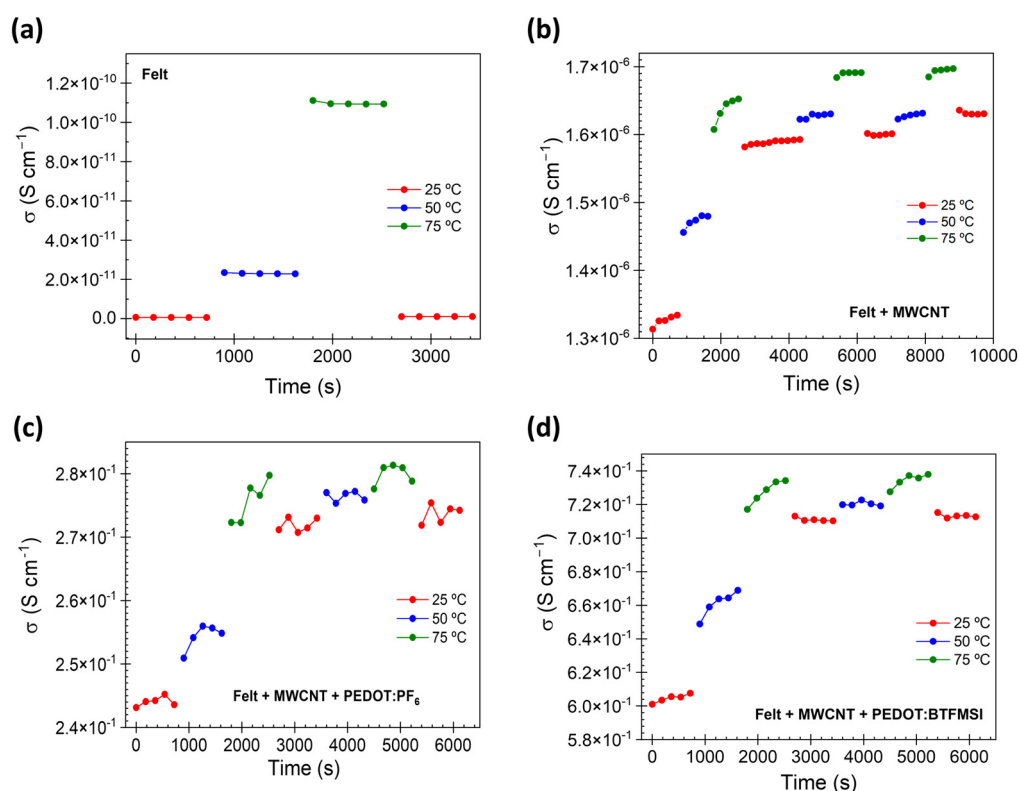 (a)
Felt
σ (S cm⁻¹)
1.2×10⁻¹⁰
1.0×10⁻¹⁰
8.0×10⁻¹¹
6.0×10⁻¹¹
4.0×10⁻¹¹
2.0×10⁻¹¹
0.0
25 ºC
50 ºC
75 ºC
0 1000 2000 3000
Time (s)
(b)
σ (S cm⁻¹)
1.7×10⁻⁶
1.6×10⁻⁶
1.5×10⁻⁶
1.4×10⁻⁶
1.3×10⁻⁶
25 ºC
50 ºC
75 ºC
Felt + MWCNT
0 2000 4000 6000 8000 10000
Time (s)
(c)
σ (S cm⁻¹)
2.8×10⁻¹
2.7×10⁻¹
2.6×10⁻¹
2.5×10⁻¹
2.4×10⁻¹
25 ºC
50 ºC
75 ºC
Felt + MWCNT + PEDOT:PF₆
0 1000 2000 3000 4000 5000 6000
Time (s)
(d)
σ (S cm⁻¹)
7.4×10⁻¹
7.2×10⁻¹
7.0×10⁻¹
6.8×10⁻¹
6.6×10⁻¹
6.4×10⁻¹
6.2×10⁻¹
6.0×10⁻¹
5.8×10⁻¹
25 ºC
50 ºC
75 ºC
Felt + MWCNT + PEDOT:BTFMSI
0 1000 2000 3000 4000 5000 6000
Time (s)